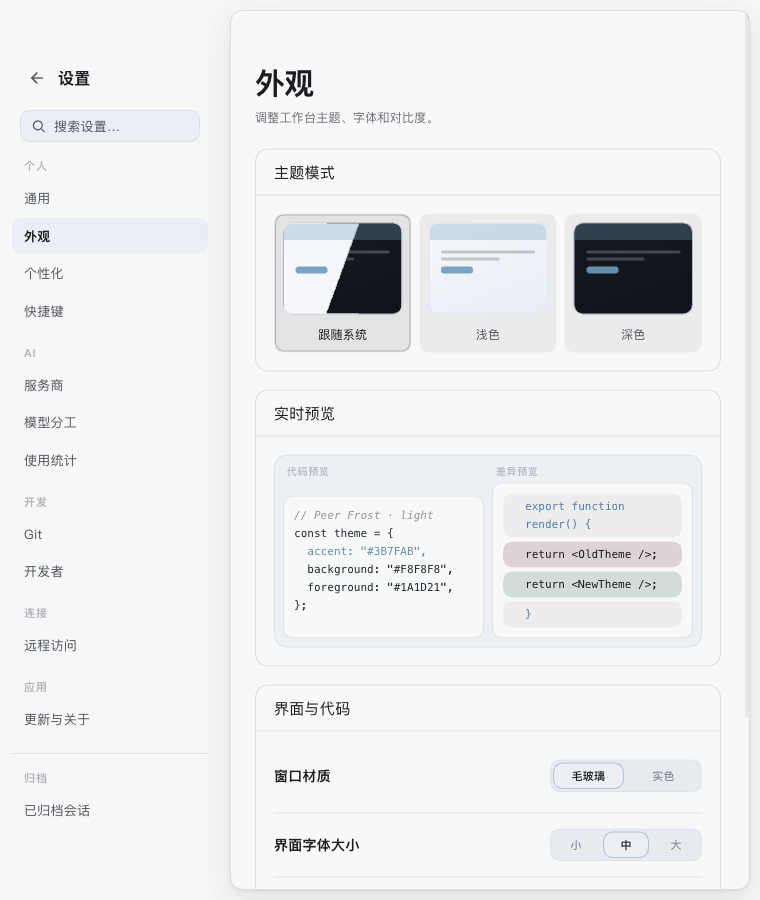 设置
搜索设置...
个人
通用
外观
个性化
快捷键
AI
服务商
模型分工
使用统计
开发
Git
开发者
连接
远程访问
应用
更新与关于
归档
已归档会话
外观
调整工作台主题、字体和对比度。
主题模式
跟随系统
浅色
深色
实时预览
代码预览
// Peer Frost · light
const theme = {
accent: "#3B7FAB",
background: "#F8F8F8",
foreground: "#1A1D21",
};
差异预览
export function
render() {
return <OldTheme />;
return <NewTheme />;
}
界面与代码
窗口材质
毛玻璃
实色
界面字体大小
小
中
大